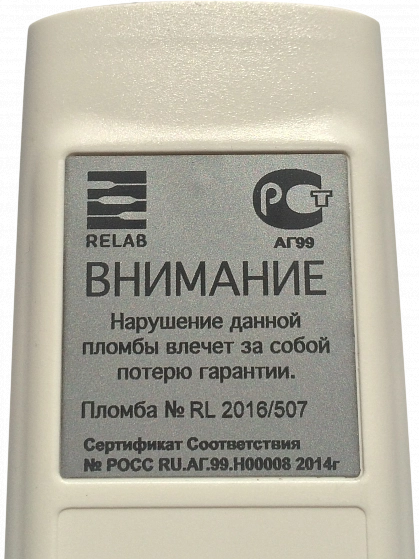 RELAB
РСТ
АГ99
ВНИМАНИЕ
Нарушение данной
пломбы влечет за собой
потерю гарантии.
Пломба № RL 2016/507
Сертификат Соответствия
№ РОСС RU.АГ.99.Н00008 2014г